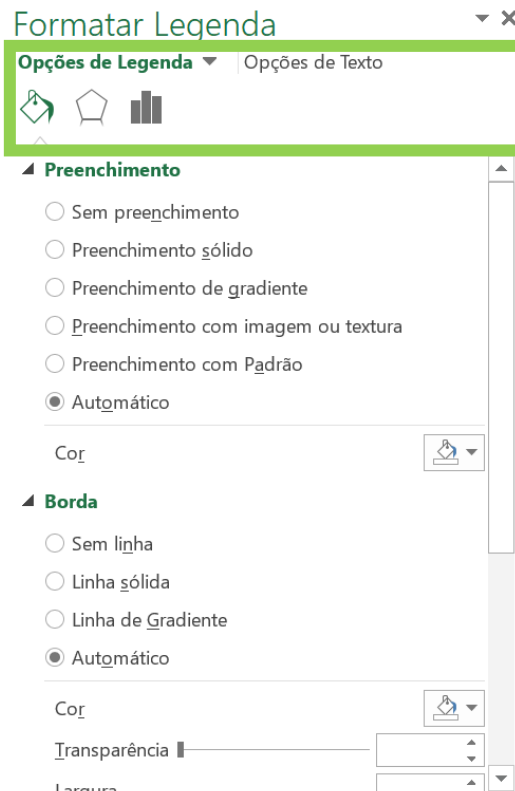 Formatar Legenda
Opções de Legenda Opções de Texto
Preenchimento
Sem preenchimento
Preenchimento sólido
Preenchimento de gradiente
Preenchimento com imagem ou textura
Preenchimento com Padrão
Automático
Cor
Borda
Sem linha
Linha sólida
Linha de Gradiente
Automático
Cor
Transparência
Largura